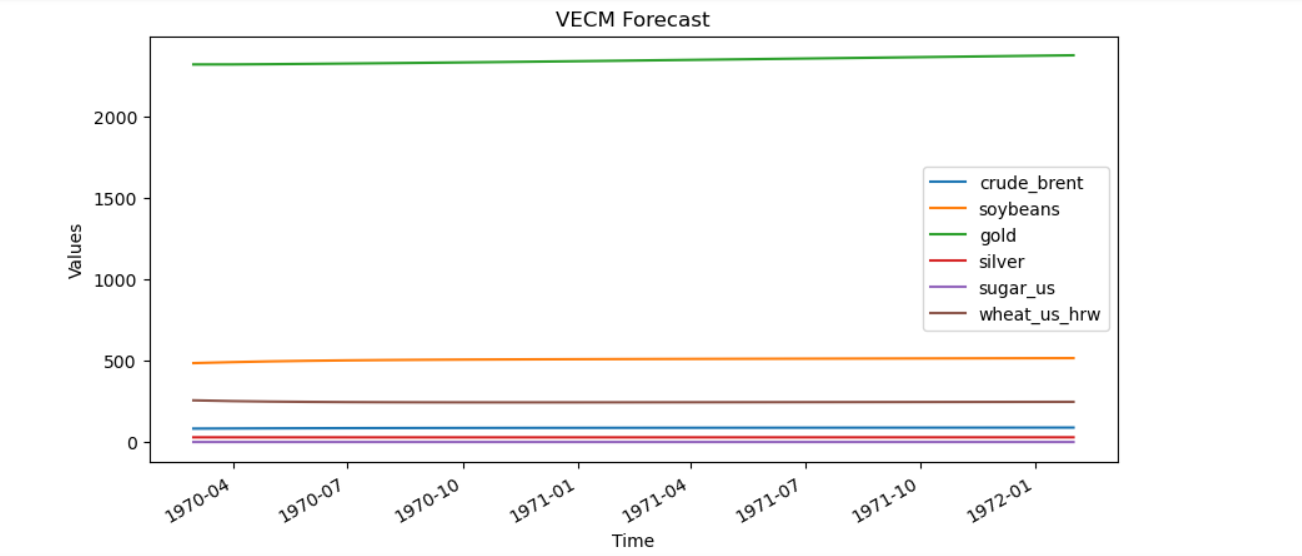 VECM Forecast
2000
1500
1000
500
0
Values
crude_brent
soybeans
gold
silver
sugar_us
wheat_us_hrw
1970-04
1970-07
1970-10
1971-01
1971-04
1971-07
1971-10
1972-01
Time